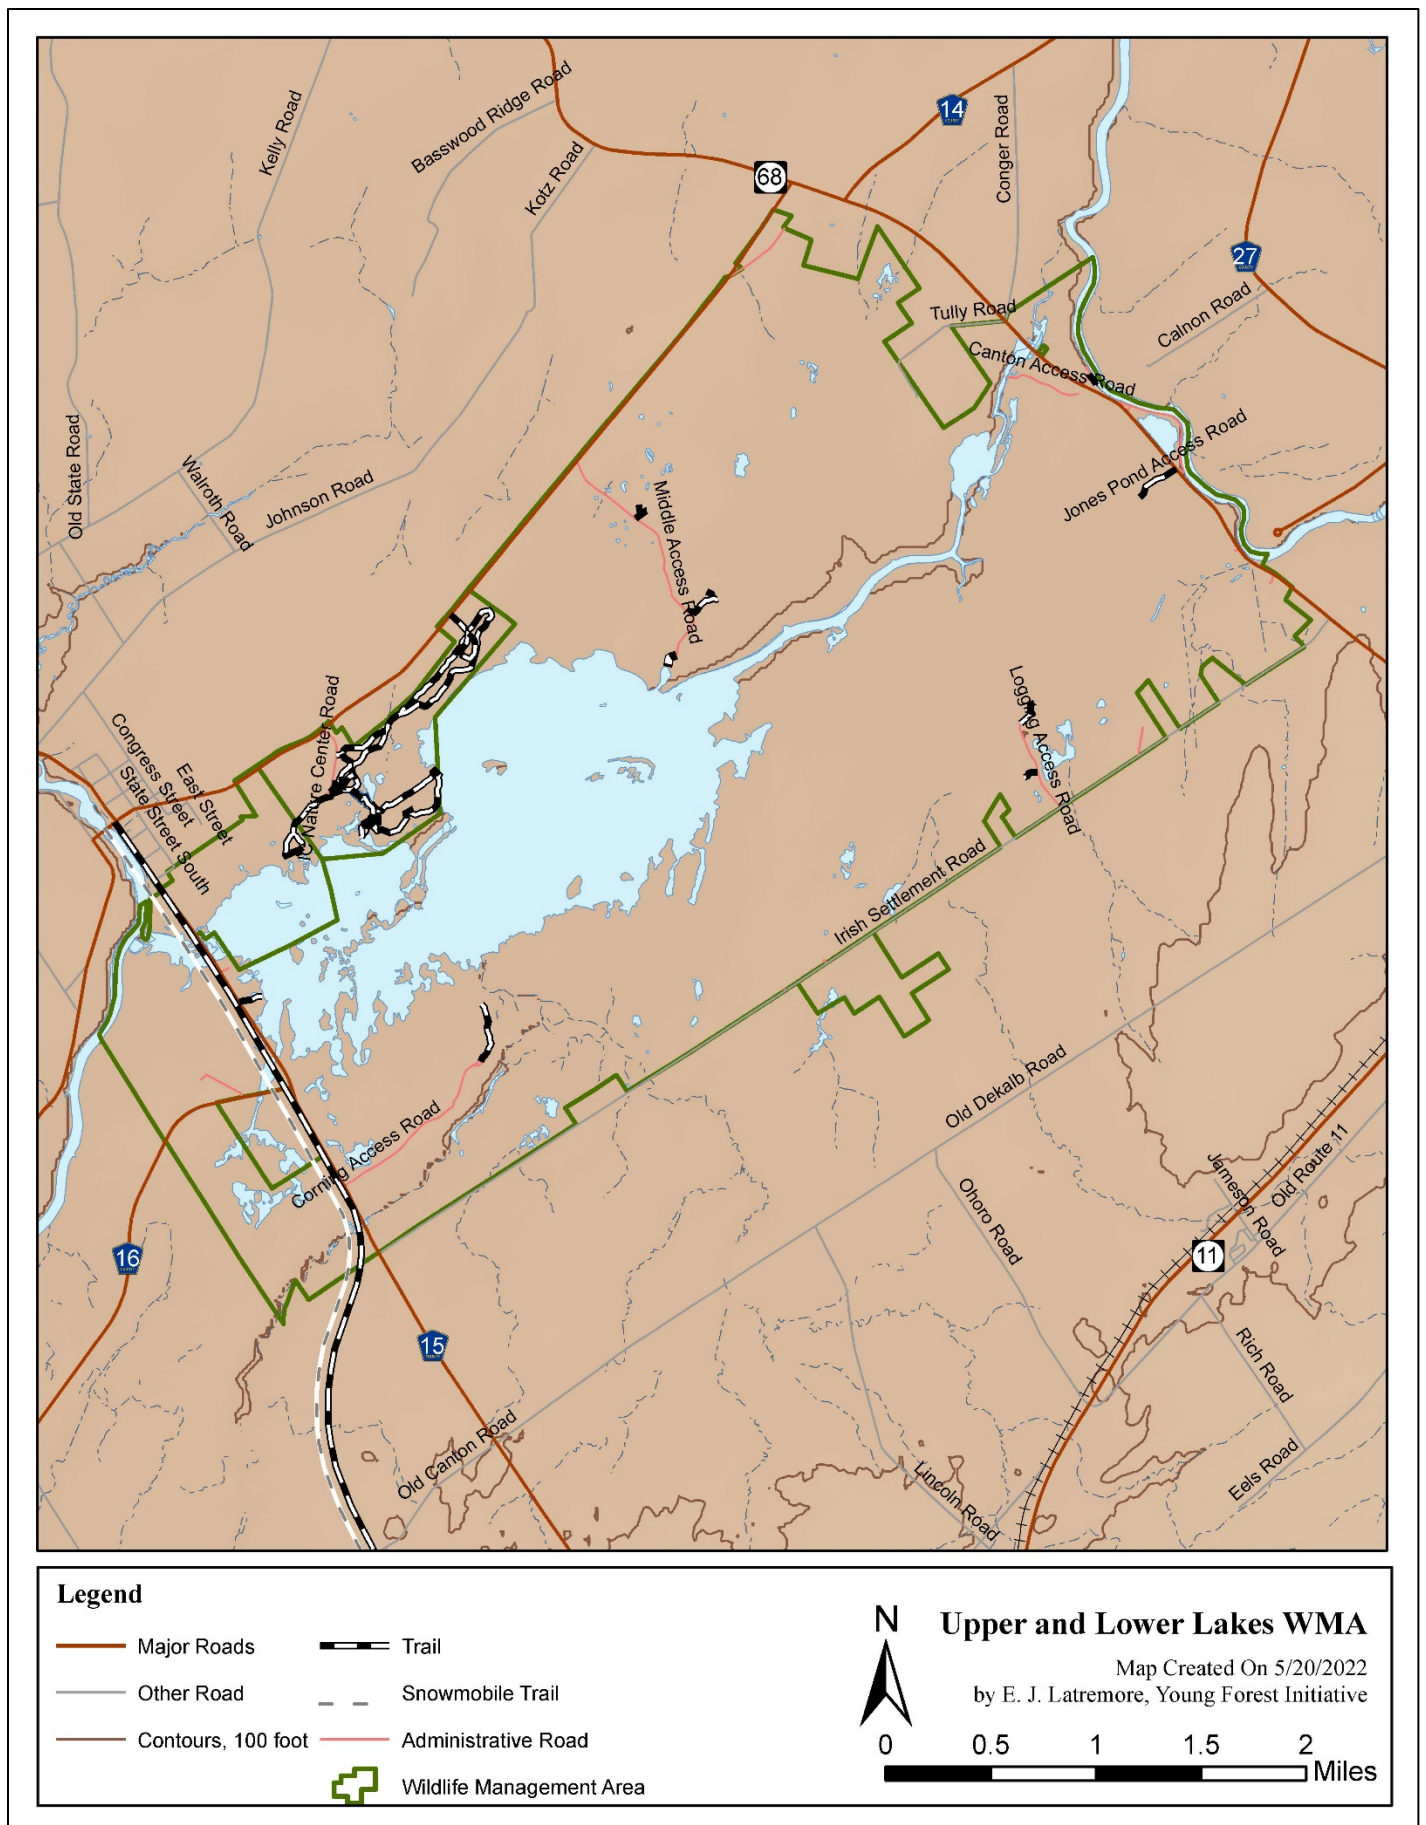 Basswood Ridge Road
Kelly Road
14
Conger Road
Kotz Road
68
27
Tully Road
Calnon Road
Canton Access Road
Old State Road
Walroth Road
Johnson Road
Middle Access Road
Jones Pond Access Road
Logging Access Road
Nature Center Road
Congress Street
East Street
State Street South
Irish Settlement Road
Old Dekalb Road
Corning Access Road
Ohoro Road
Jameson Road
Old Route 11
16
11
15
Rich Road
Old Canton Road
Lincoln Road
Eels Road
Legend
Major Roads
Other Road
Contours, 100 foot
Trail
Snowmobile Trail
Administrative Road
Wildlife Management Area
N
Upper and Lower Lakes WMA
Map Created On 5/20/2022
by E. J. Latremore, Young Forest Initiative
0 0.5 1 1.5 2
Miles